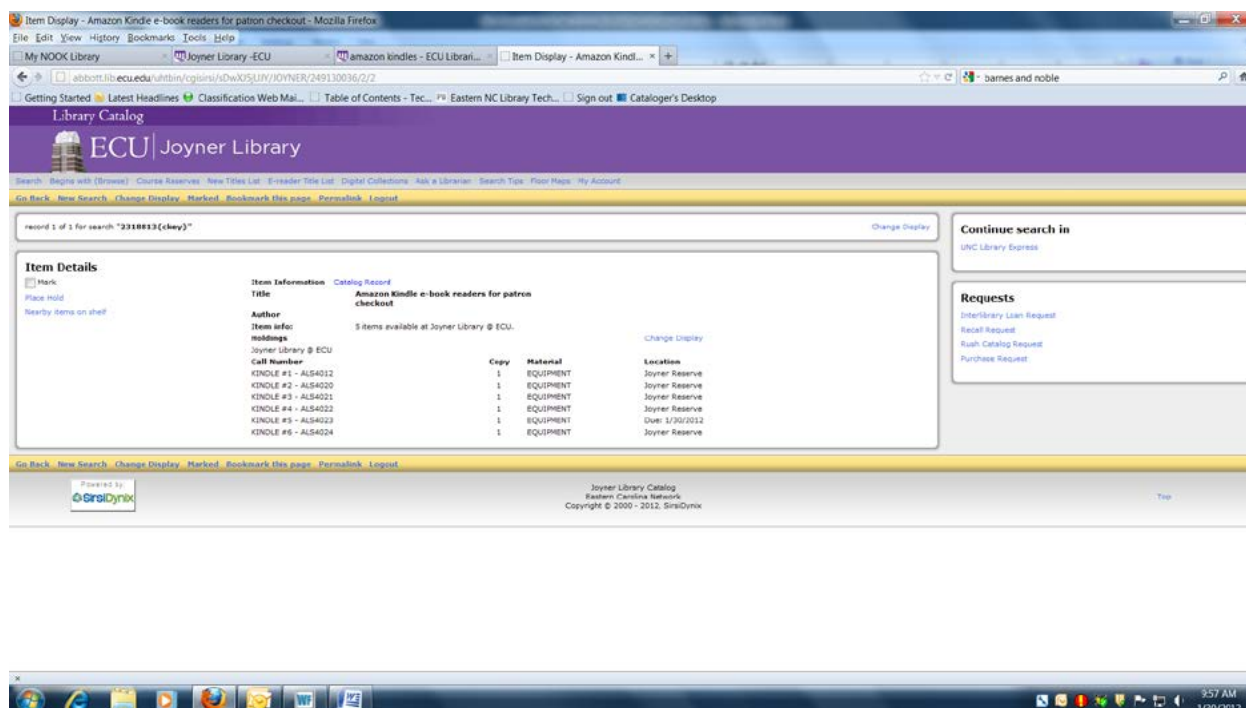 Item Display - Amazon Kindle e-book readers for patron checkout - Mozilla Firefox
File Edit View History Bookmarks Tools Help
My NOOK Library Joyner Library -ECU amazon kindles - ECU Librari... Item Display - Amazon Kindl... × +
barnes and noble
Getting Started Latest Headlines Classification Web Mai... Table of Contents - Tec... Eastern NC Library Tech... Sign out Cataloger's Desktop
Library Catalog
ECU Joyner Library
Search Begins with (Browse) Course Reserves New Titles List E-reader Title List Digital Collections Ask a Librarian Search Tips Floor Maps My Account
Go Back New Search Change Display Marked Bookmark this page Permalink Logout
record 1 of 1 for search "2318813{ckey}" Change Display
Item Details
Mark
Place Hold
Nearby items on shelf
Item Information Catalog Record
Title Amazon Kindle e-book readers for patron
checkout
Author
Item info: 5 items available at Joyner Library @ ECU.
Holdings Change Display
Joyner Library @ ECU
Call Number Copy Material Location
KINDLE #1 - ALS4012 1 EQUIPMENT Joyner Reserve
KINDLE #2 - ALS4020 1 EQUIPMENT Joyner Reserve
KINDLE #3 - ALS4021 1 EQUIPMENT Joyner Reserve
KINDLE #4 - ALS4022 1 EQUIPMENT Joyner Reserve
KINDLE #5 - ALS4023 1 EQUIPMENT Due: 1/30/2012
KINDLE #6 - ALS4024 1 EQUIPMENT Joyner Reserve
Continue search in
UNC Library Express
Requests
Interlibrary Loan Request
Recall Request
Rush Catalog Request
Purchase Request
Go Back New Search Change Display Marked Bookmark this page Permalink Logout
Powered by
SirsiDynix
Joyner Library Catalog
Eastern Carolina Network
Copyright © 2000 - 2012, SirsiDynix
Top
9:57 AM